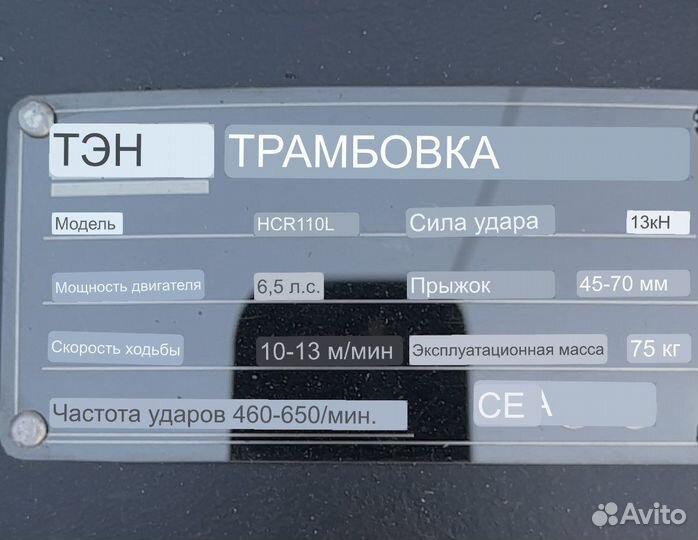 ТЭН ТРАМБОВКА
Модель HCR110L Сила удара 13кН
Мощность двигателя 6,5 л.с. Прыжок 45-70 мм
Скорость ходьбы 10-13 м/мин Эксплуатационная масса 75 кг
Частота ударов 460-650/мин. CE
Avito